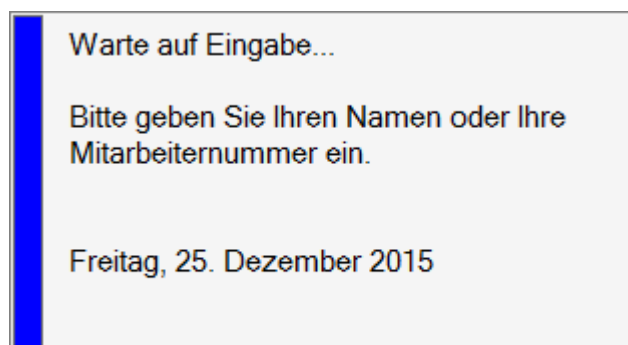 Warte auf Eingabe...
Bitte geben Sie Ihren Namen oder Ihre
Mitarbeiternummer ein.
Freitag, 25. Dezember 2015